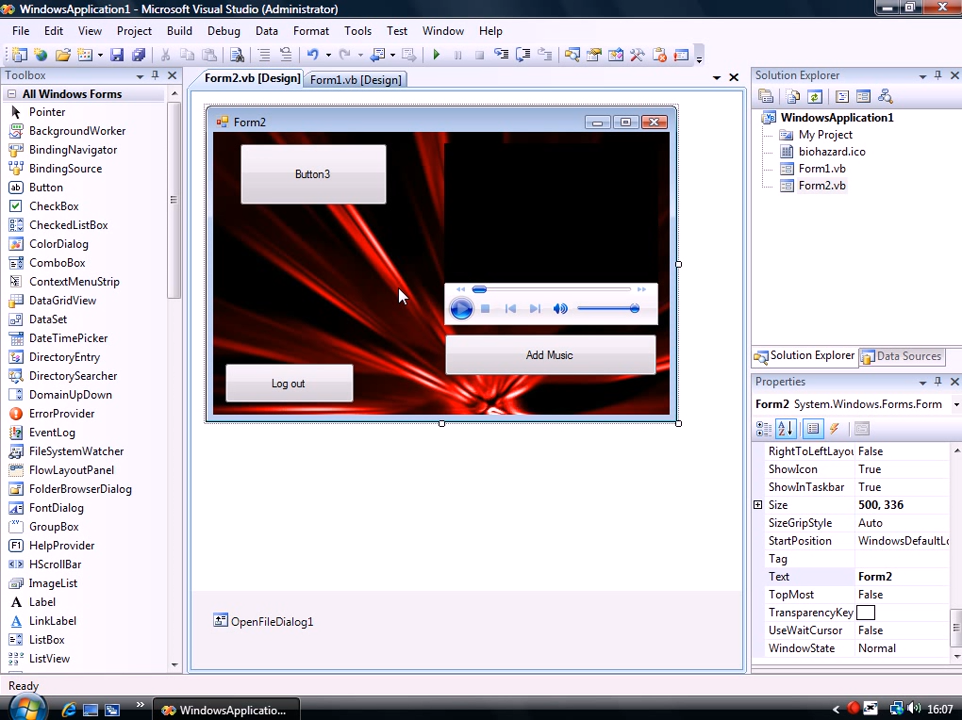 WindowsApplication1 - Microsoft Visual Studio (Administrator)
File Edit View Project Build Debug Data Format Tools Test Window Help
Toolbox
All Windows Forms
Pointer
BackgroundWorker
BindingNavigator
BindingSource
Button
CheckBox
CheckedListBox
ColorDialog
ComboBox
ContextMenuStrip
DataGridView
DataSet
DateTimePicker
DirectoryEntry
DirectorySearcher
DomainUpDown
ErrorProvider
EventLog
FileSystemWatcher
FlowLayoutPanel
FolderBrowserDialog
FontDialog
GroupBox
HelpProvider
HScrollBar
ImageList
Label
LinkLabel
ListBox
ListView
Form2.vb [Design] Form1.vb [Design]
Form2
Button3
Add Music
Log out
OpenFileDialog1
Solution Explorer
WindowsApplication1
My Project
biohazard.ico
Form1.vb
Form2.vb
Solution Explorer Data Sources
Properties
Form2 System.Windows.Forms.Form
RightToLeftLayou False
ShowIcon True
ShowInTaskbar True
Size 500, 336
SizeGripStyle Auto
StartPosition WindowsDefaultLo
Tag
Text Form2
TopMost False
TransparencyKey
UseWaitCursor False
WindowState Normal
Ready
WindowsApplicatio...
16:07